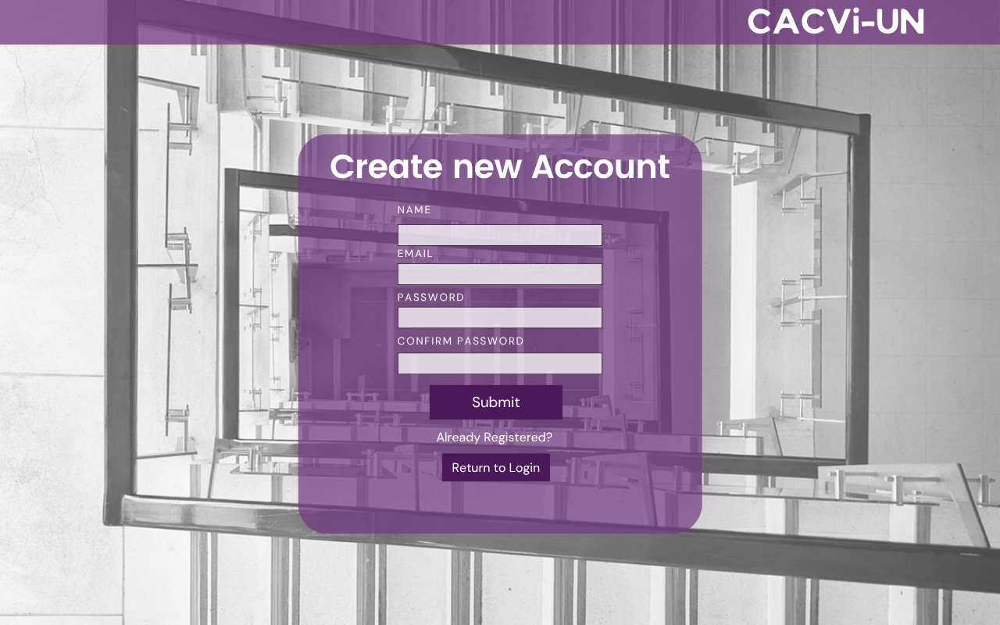 CACVi-UN
Create new Account
NAME
EMAIL
PASSWORD
CONFIRM PASSWORD
Submit
Already Registered?
Return to Login